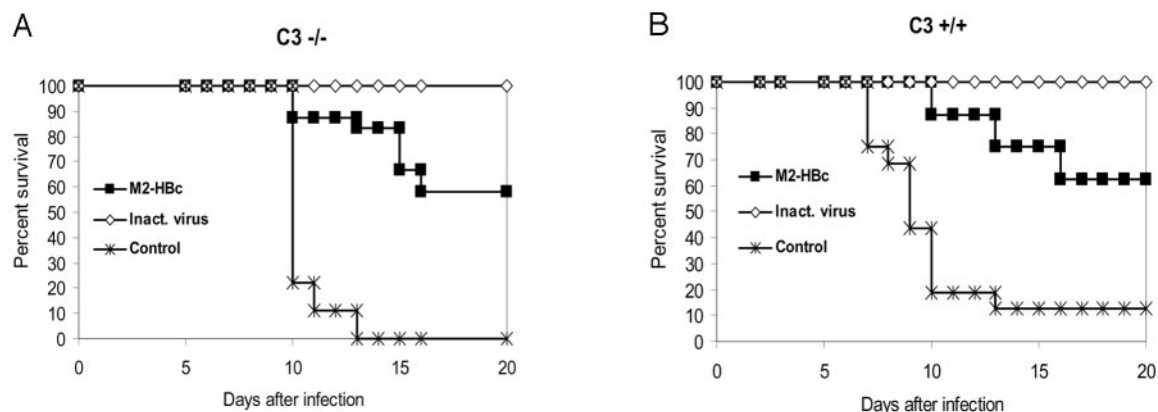 A
C3 -/-
Percent survival
100
90
80
70
60
50
40
30
20
10
0
M2-HBc
Inact. virus
Control
0 5 10 15 20
Days after infection
B
C3 +/+
Percent survival
100
90
80
70
60
50
40
30
20
10
0
M2-HBc
Inact. virus
Control
0 5 10 15 20
Days after infection